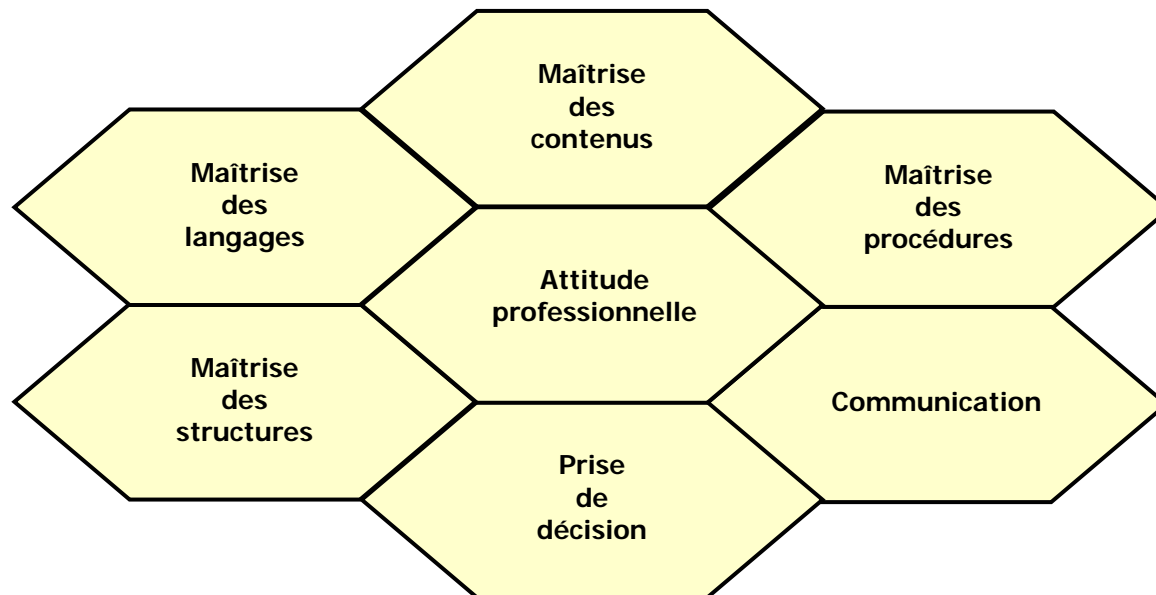 Maîtrise
des
contenus
Maîtrise
des
langages
Maîtrise
des
procédures
Attitude
professionnelle
Maîtrise
des
structures
Communication
Prise
de
décision